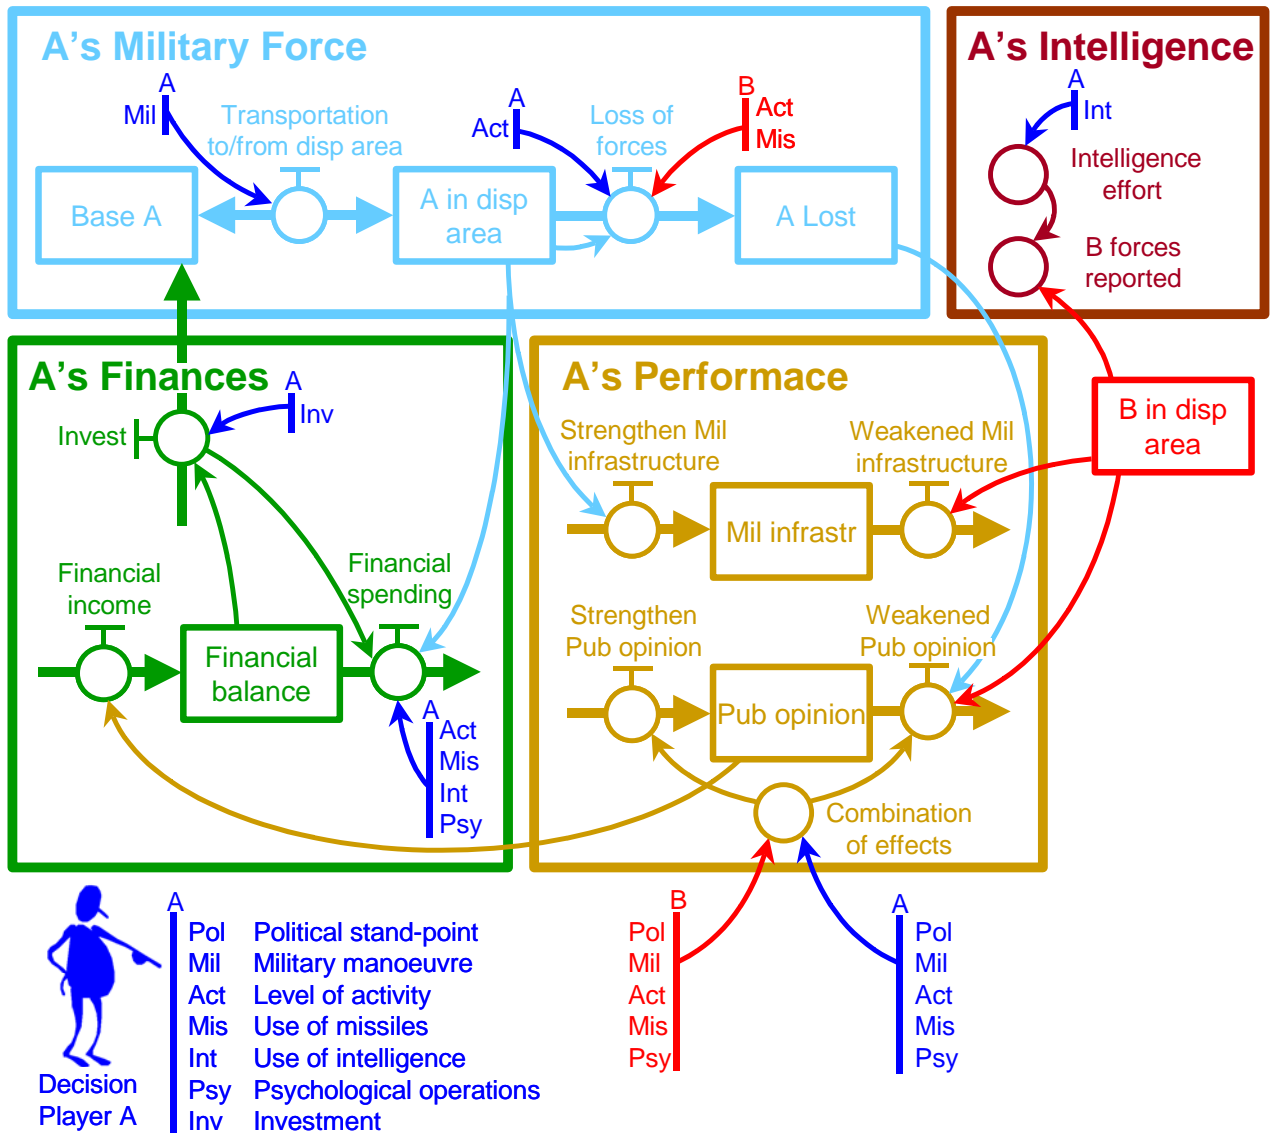 A's Military Force
A
Mil
Transportation
to/from disp area
A
Act
Loss of
forces
B
Act
Mis
Base A
A in disp
area
A Lost
A's Intelligence
A
Int
Intelligence
effort
B forces
reported
A's Finances
A
Inv
Invest
Financial
income
Financial
spending
Financial
balance
A
Act
Mis
Int
Psy
A's Performace
Strengthen Mil
infrastructure
Weakened Mil
infrastructure
Mil infrastr
Strengthen
Pub opinion
Weakened
Pub opinion
Pub opinion
Combination
of effects
B in disp
area
Decision
Player A
A
Pol Political stand-point
Mil Military manoeuvre
Act Level of activity
Mis Use of missiles
Int Use of intelligence
Psy Psychological operations
Inv Investment
B
Pol
Mil
Act
Mis
Psy
A
Pol
Mil
Act
Mis
Psy